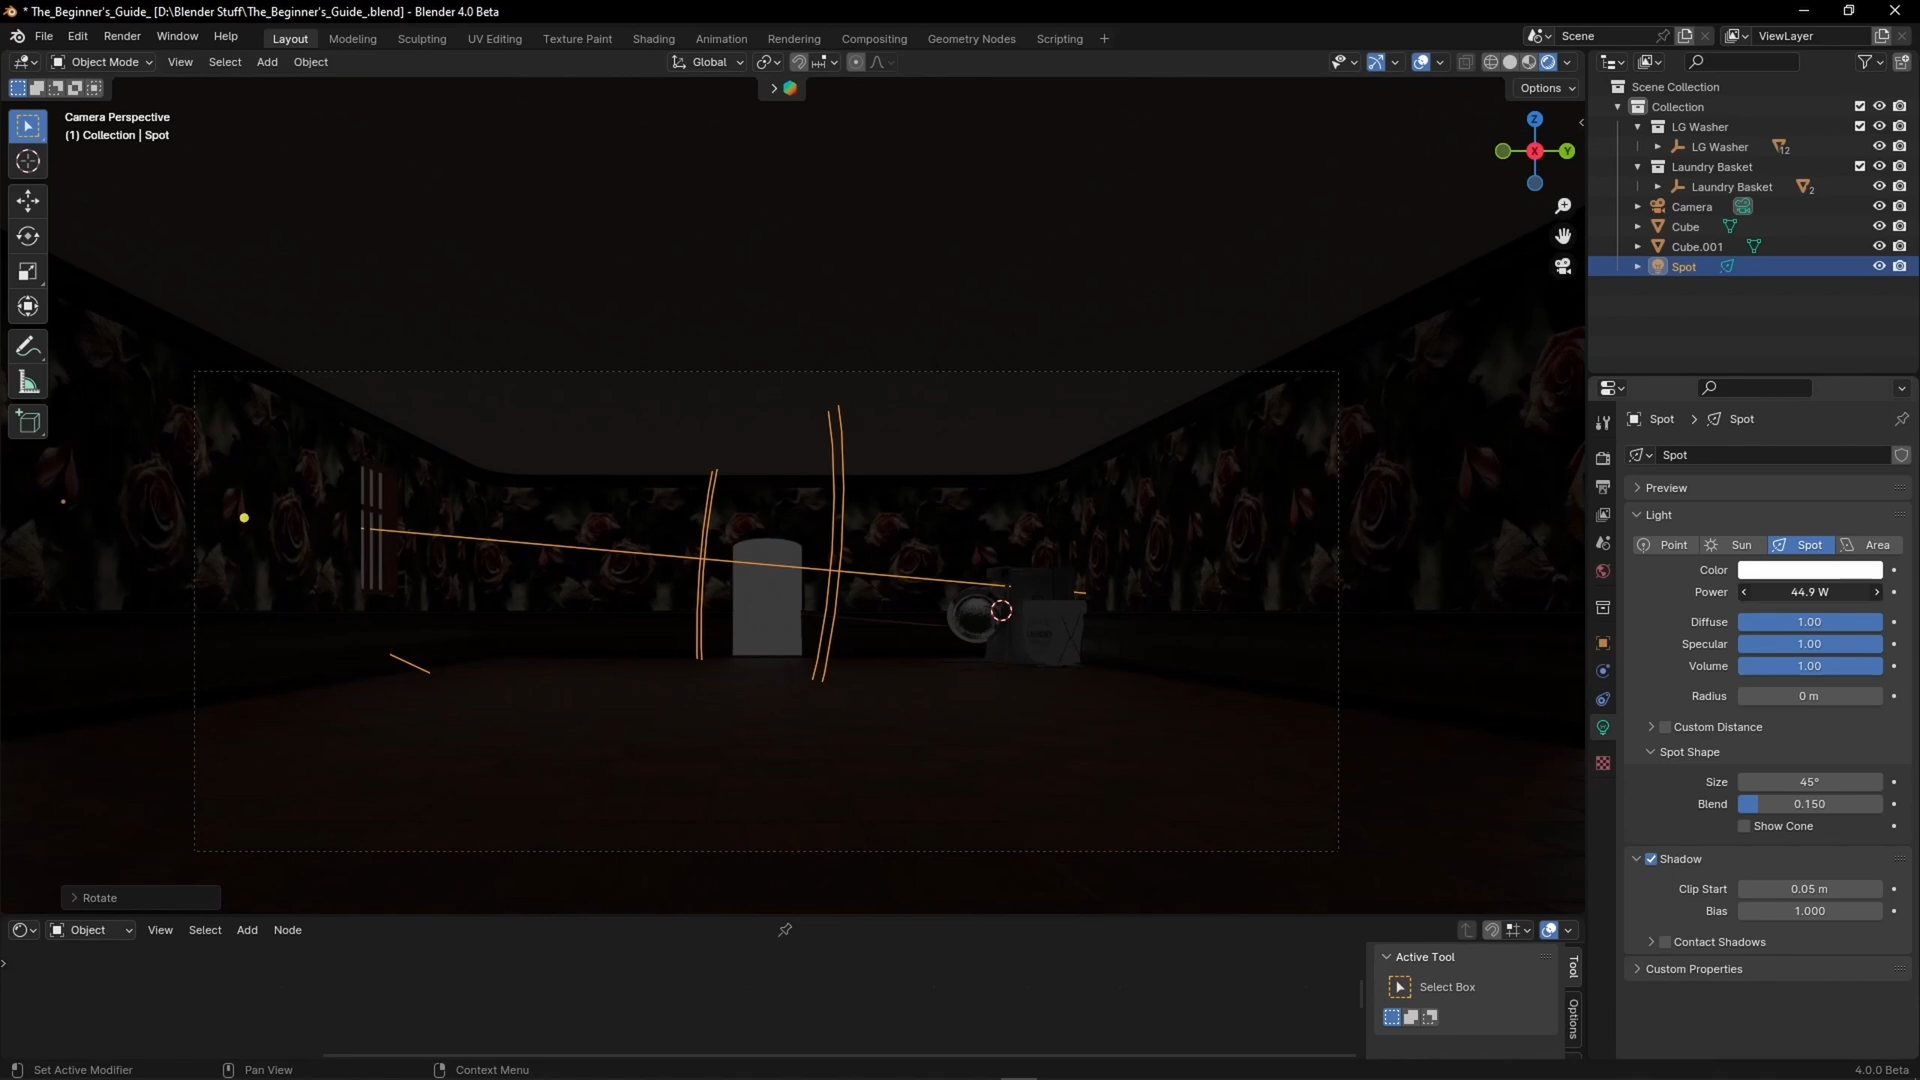 * The_Beginner's_Guide_ [D:\Blender Stuff\The_Beginner's_Guide_.blend] - Blender 4.0 Beta
File Edit Render Window Help Layout Modeling Sculpting UV Editing Texture Paint Shading Animation Rendering Compositing Geometry Nodes Scripting + Scene ViewLayer
Object Mode View Select Add Object Global
Options
Camera Perspective
(1) Collection | Spot
Z
X
Y
Scene Collection
Collection
LG Washer
LG Washer 12
Laundry Basket
Laundry Basket 2
Camera
Cube
Cube.001
Spot
Spot > Spot
Spot
Preview
Light
Point Sun Spot Area
Color
Power 44.9 W
Diffuse 1.00
Specular 1.00
Volume 1.00
Radius 0 m
Custom Distance
Spot Shape
Size 45°
Blend 0.150
Show Cone
Shadow
Clip Start 0.05 m
Bias 1.000
Contact Shadows
Custom Properties
Rotate
Object View Select Add Node
Active Tool
Select Box
Tool
Options
Set Active Modifier Pan View Context Menu 4.0.0 Beta